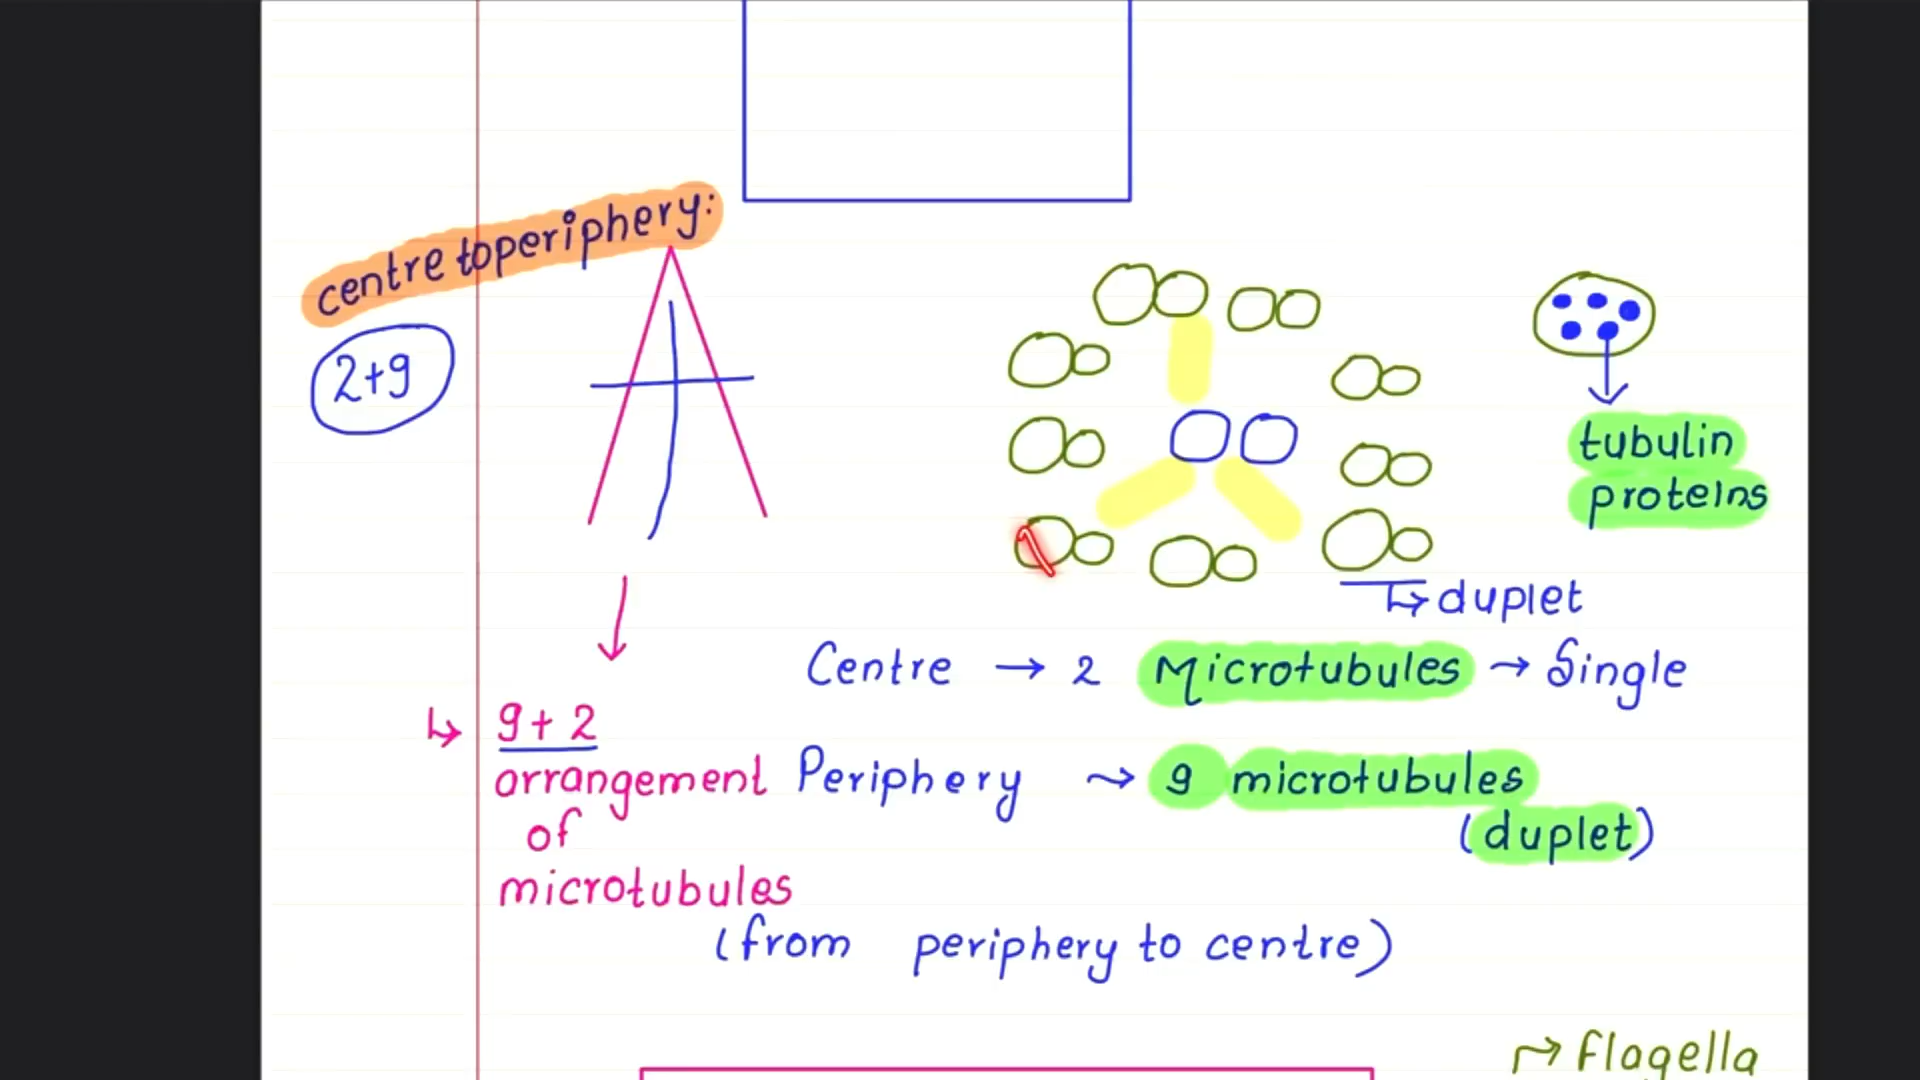 centre to periphery:
2+9
tubulin
proteins
↳ duplet
Centre → 2 Microtubules → Single
↳ 9+2
arrangement
of
microtubules
Periphery ~> 9 microtubules
(duplet)
(from periphery to centre)
↱ flagella